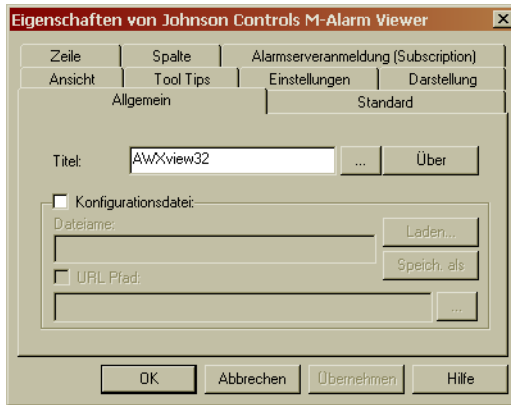 Eigenschaften von Johnson Controls M-Alarm Viewer
Zeile Spalte Alarmserveranmeldung (Subscription)
Ansicht Tool Tips Einstellungen Darstellung
Allgemein Standard
Titel: AWXview32 ... Über
Konfigurationsdatei:
Dateiame:
Laden...
Speich. als
URL Pfad:
...
OK Abbrechen Übernehmen Hilfe